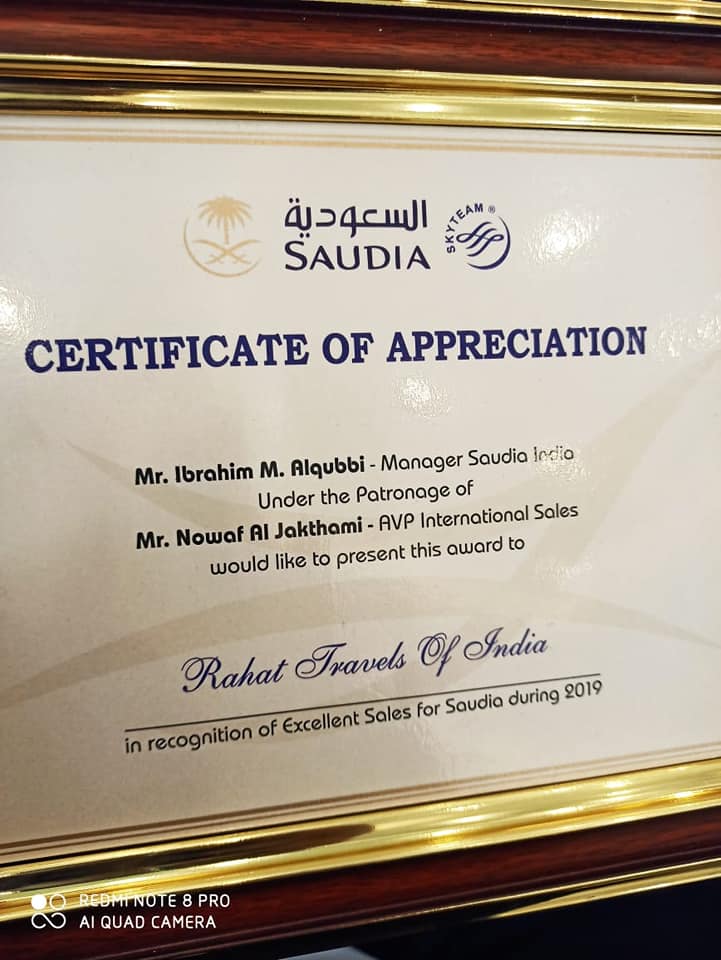 السعودية
SAUDIA
SKYTEAM ®
CERTIFICATE OF APPRECIATION
Mr. Ibrahim M. Alqubbi - Manager Saudia India
Under the Patronage of
Mr. Nowaf Al Jakthami - AVP International Sales
would like to present this award to
Rahat Travels Of India
in recognition of Excellent Sales for Saudia during 2019
REDMI NOTE 8 PRO
AI QUAD CAMERA